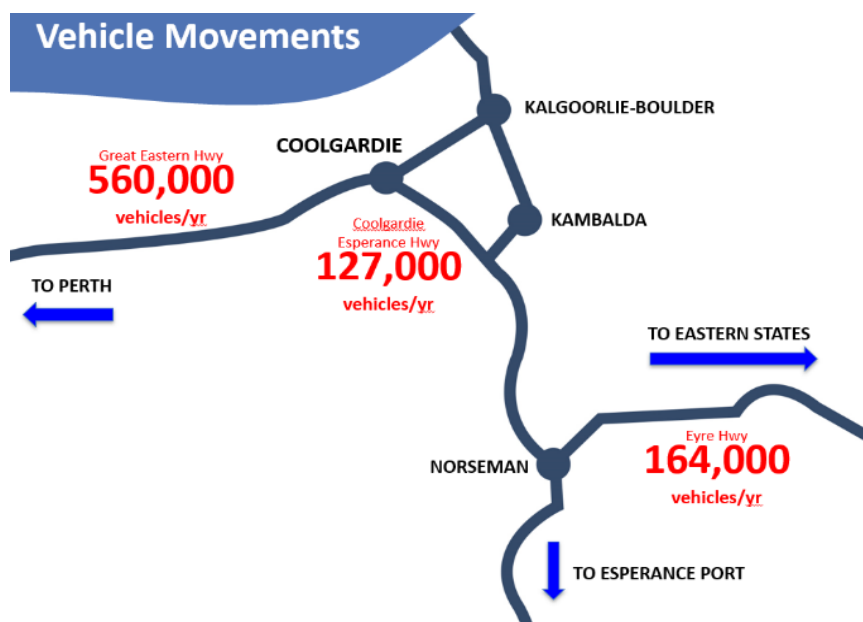 Vehicle Movements
KALGOORLIE-BOULDER
COOLGARDIE
Great Eastern Hwy
560,000
vehicles/yr
KAMBALDA
Coolgardie
Esperance Hwy
127,000
vehicles/yr
TO PERTH
TO EASTERN STATES
Eyre Hwy
164,000
vehicles/yr
NORSEMAN
TO ESPERANCE PORT